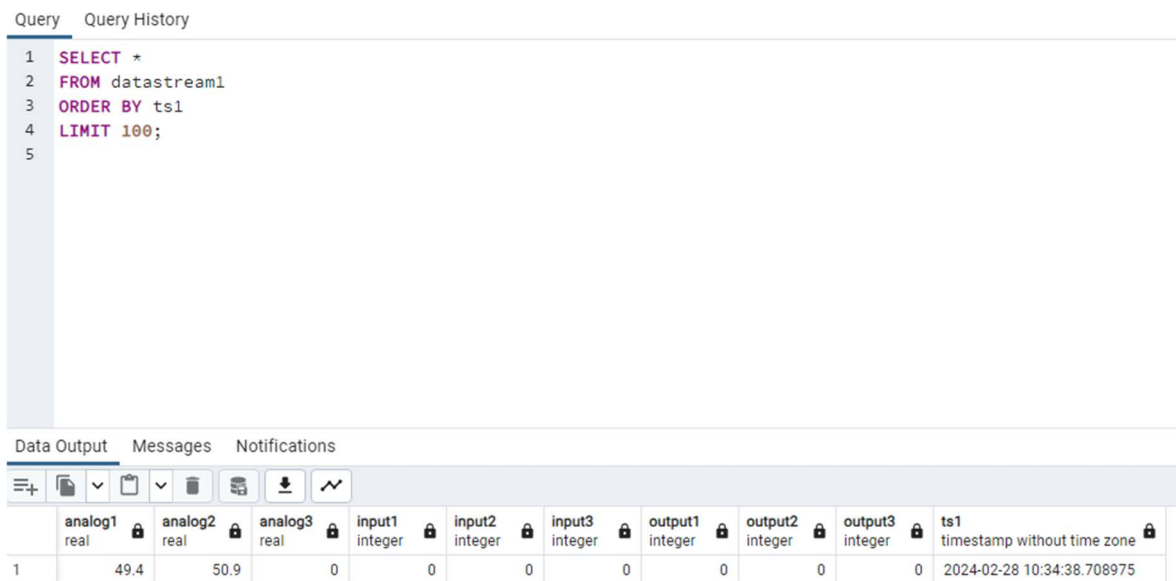 Query Query History
1 SELECT *
2 FROM datastream1
3 ORDER BY ts1
4 LIMIT 100;
5
Data Output Messages Notifications
analog1 analog2 analog3 input1 input2 input3 output1 output2 output3 ts1
real real real integer integer integer integer integer integer timestamp without time zone
1 49.4 50.9 0 0 0 0 0 0 0 2024-02-28 10:34:38.708975